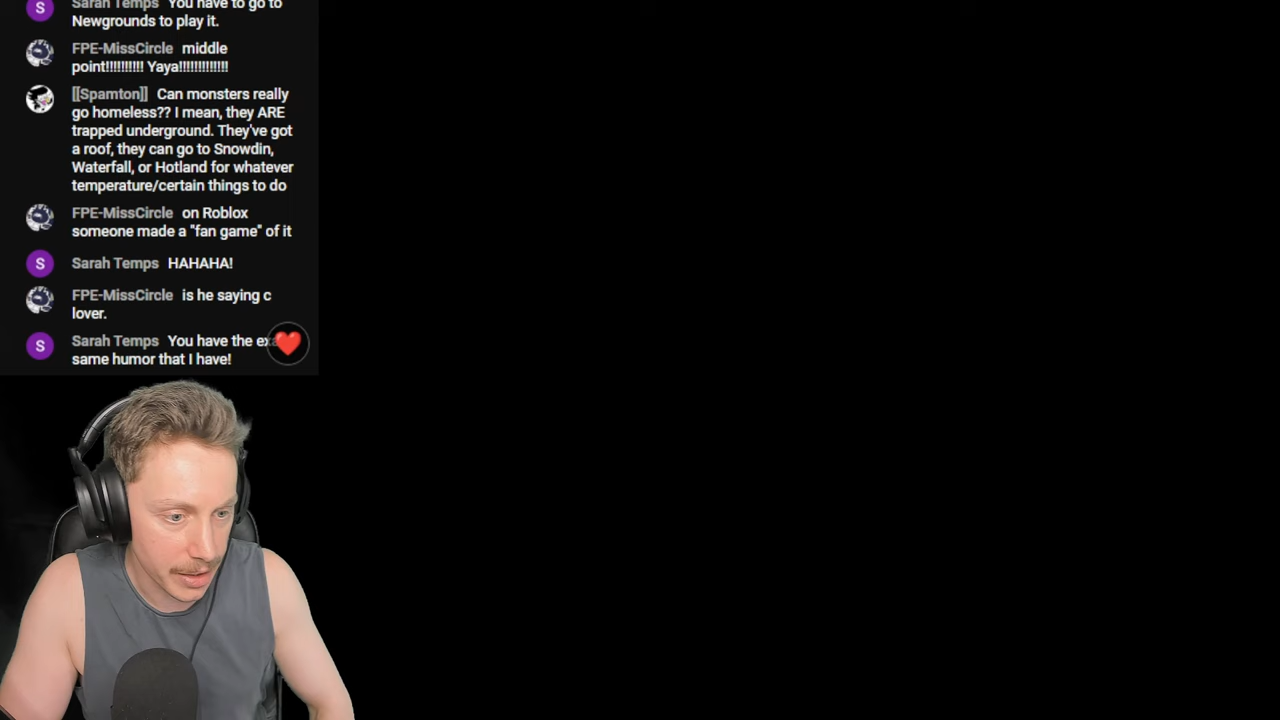 Sarah Temps You have to go to
Newgrounds to play it.
FPE-MissCircle middle
point!!!!!!!!!! Yaya!!!!!!!!!!!!!
[[Spamton]] Can monsters really
go homeless?? I mean, they ARE
trapped underground. They've got
a roof, they can go to Snowdin,
Waterfall, or Hotland for whatever
temperature/certain things to do
FPE-MissCircle on Roblox
someone made a "fan game" of it
S Sarah Temps HAHAHA!
FPE-MissCircle is he saying c
lover.
S Sarah Temps You have the
same humor that I have!